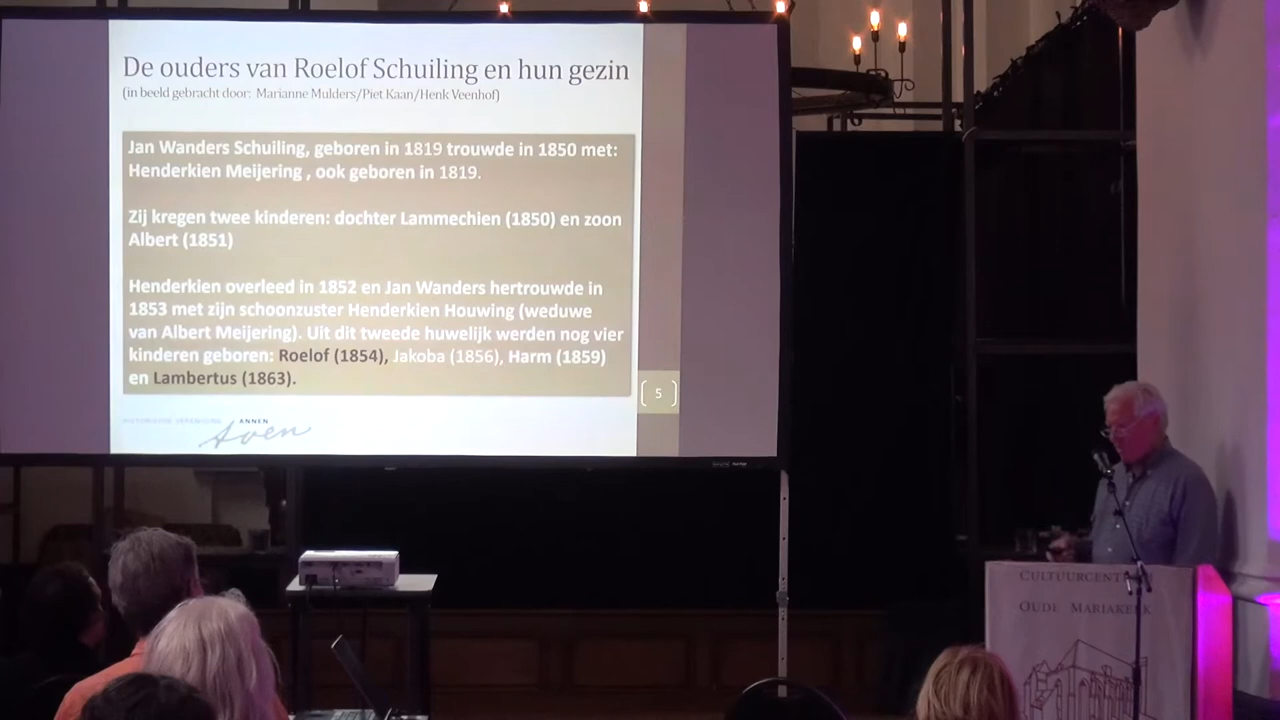 De ouders van Roelof Schuiling en hun gezin
(in beeld gebracht door: Marianne Mulders/Piet Kaan/Henk Veenhof)
Jan Wanders Schuiling, geboren in 1819 trouwde in 1850 met:
Henderkien Meijering , ook geboren in 1819.
Zij kregen twee kinderen: dochter Lammechien (1850) en zoon
Albert (1851)
Henderkien overleed in 1852 en Jan Wanders hertrouwde in
1853 met zijn schoonzuster Henderkien Houwing (weduwe
van Albert Meijering). Uit dit tweede huwelijk werden nog vier
kinderen geboren: Roelof (1854), Jakoba (1856), Harm (1859)
en Lambertus (1863).
5
ANNEN
CULTUURCENT
OUDE MARIAKERK